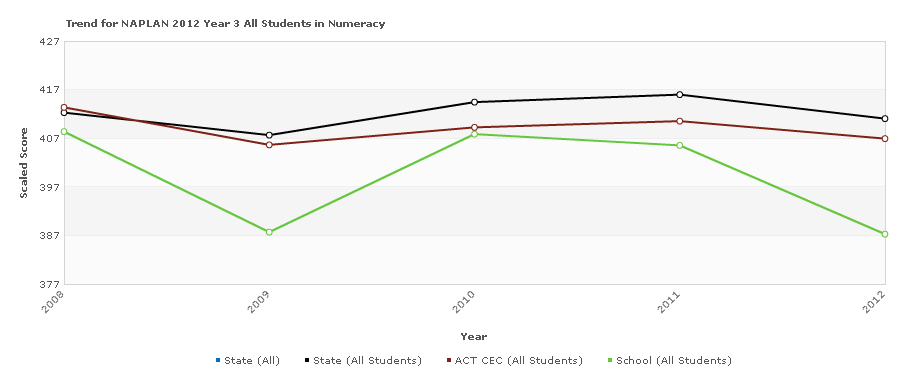 Trend for NAPLAN 2012 Year 3 All Students in Numeracy
427
417
407
397
387
377
Scaled Score
2008 2009 2010 2011 2012
Year
State (All) State (All Students) ACT CEC (All Students) School (All Students)